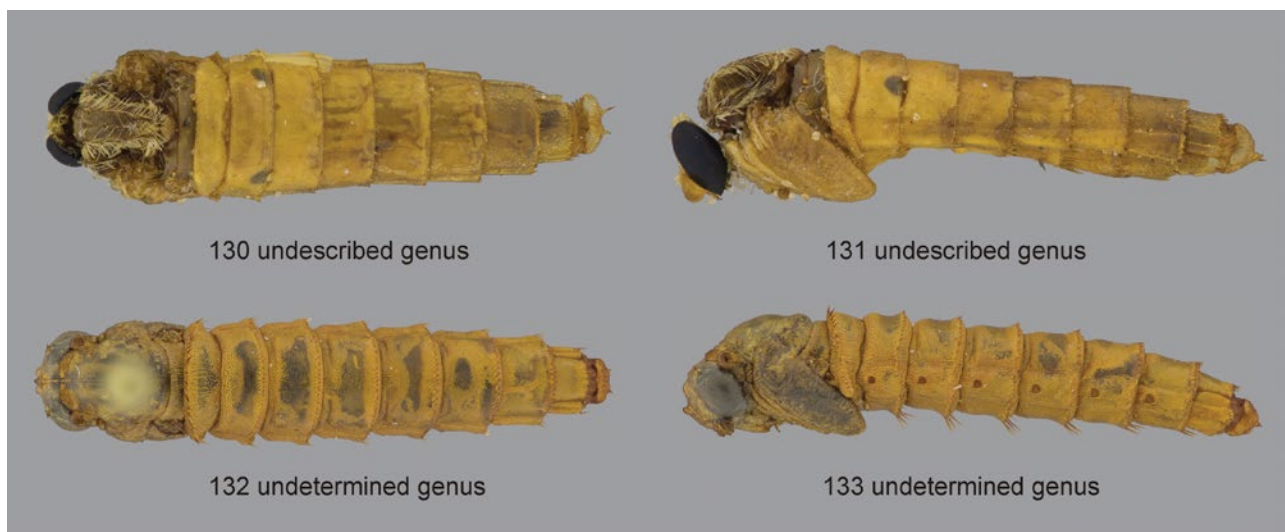 130 undescribed genus
131 undescribed genus
132 undetermined genus
133 undetermined genus